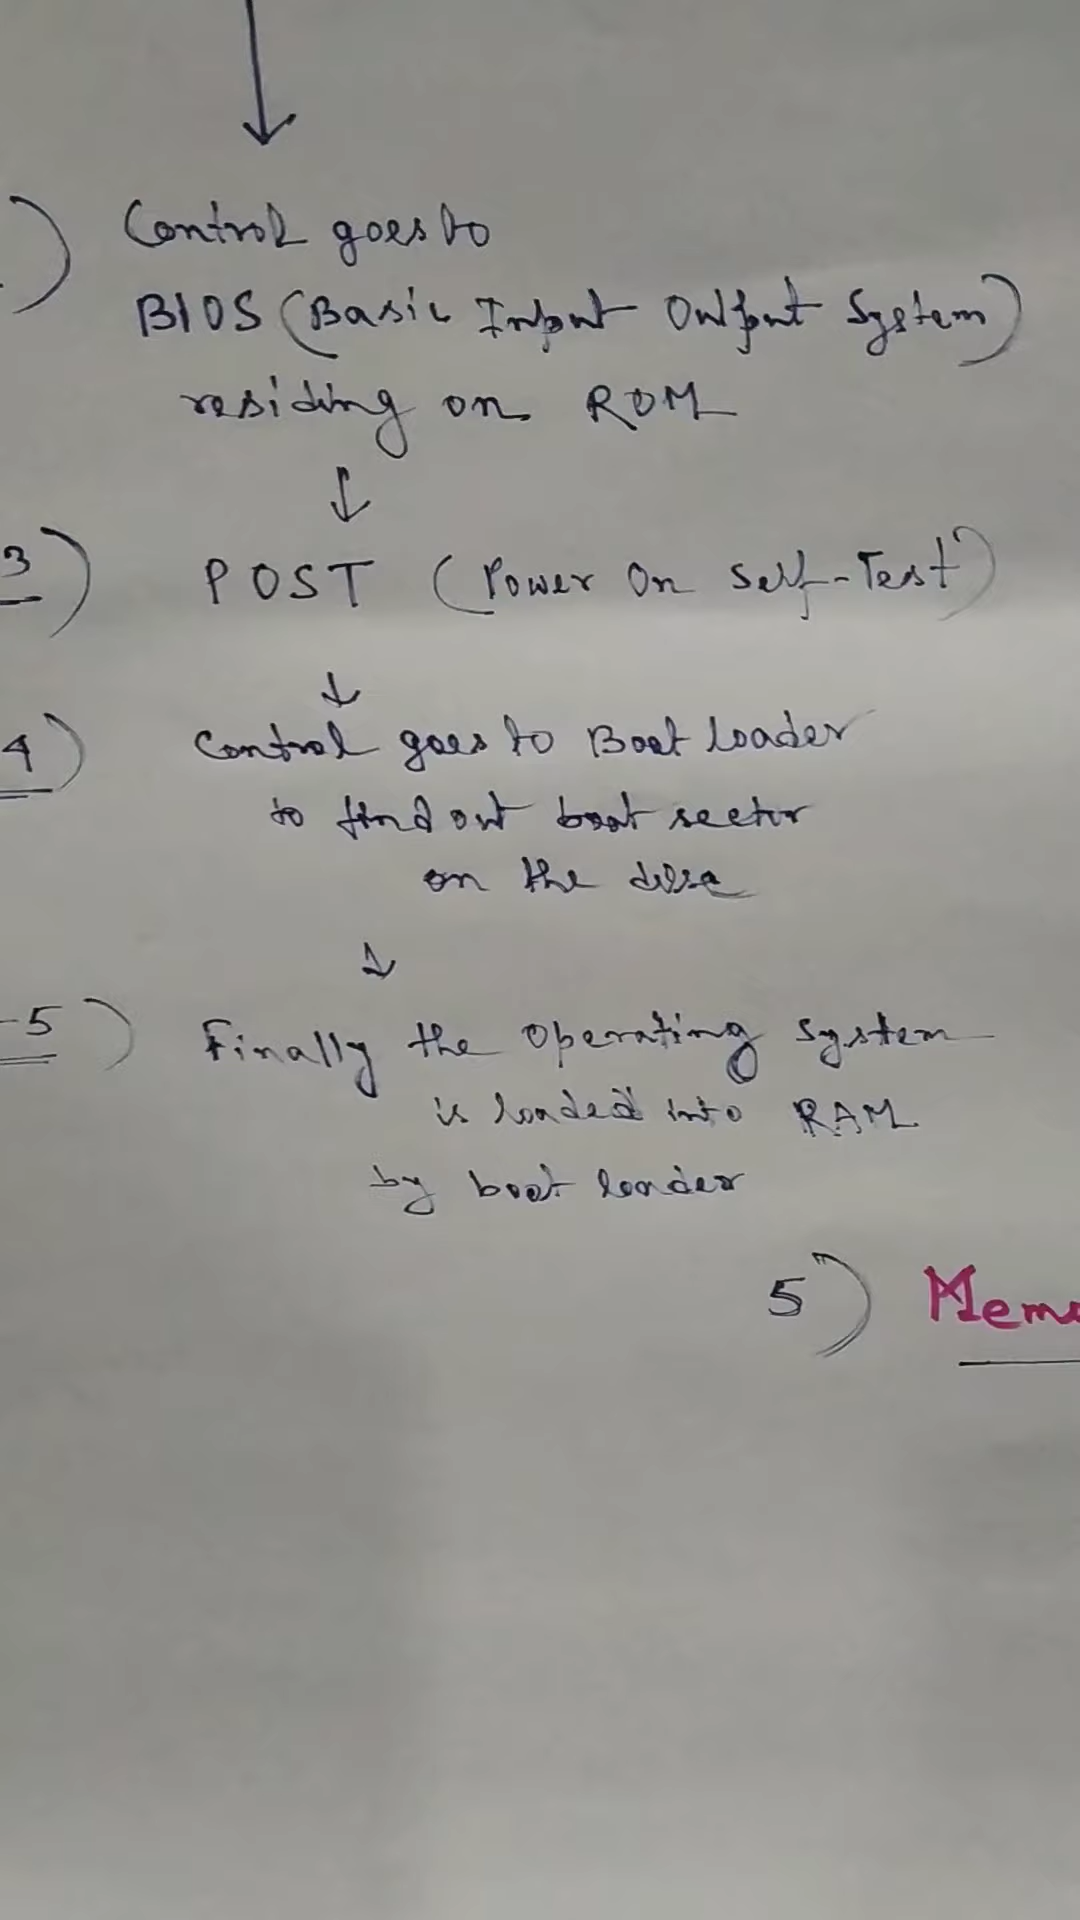 ) Control goes to
BIOS (Basic Input Output System)
residing on ROM
↓
3) POST (Power On Self-Test)
↓
4) Control goes to Boot loader
to find out boot sector
on the disc
↓
-5) Finally the operating system
is loaded into RAM
by boot loader
5) Mem